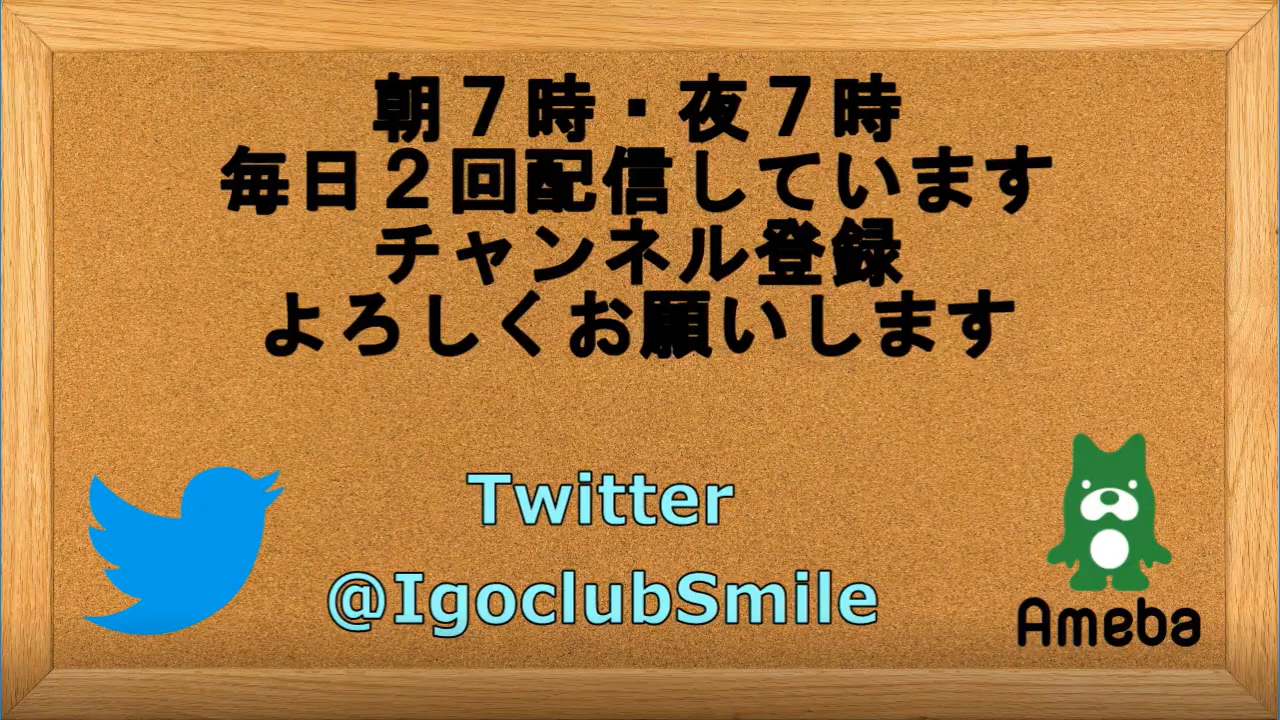 朝７時・夜７時
毎日２回配信しています
チャンネル登録
よろしくお願いします
Twitter
@IgoclubSmile
Ameba